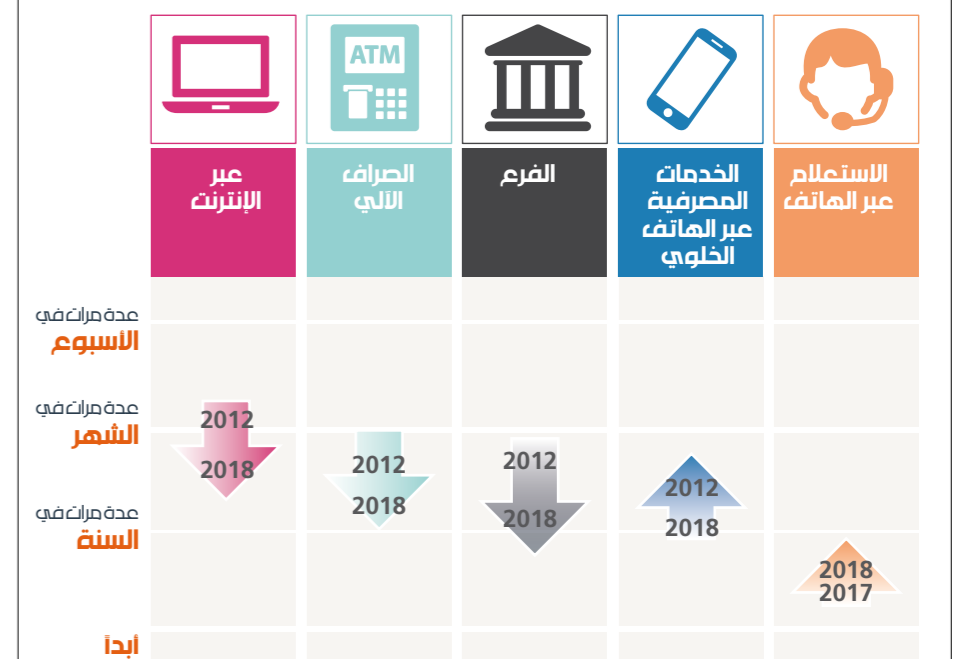 ATM
الاستعلام
عبر الهاتف
الخدمات
المصرفية
عبر الهاتف
الخلوي
الفرع
الصراف
الآلي
عبر
الإنترنت
عدة مرات في
الأسبوع
عدة مرات في
الشهر
عدة مرات في
السنة
أبداً
2018
2017
2012
2018
2012
2018
2012
2018
2012
2018